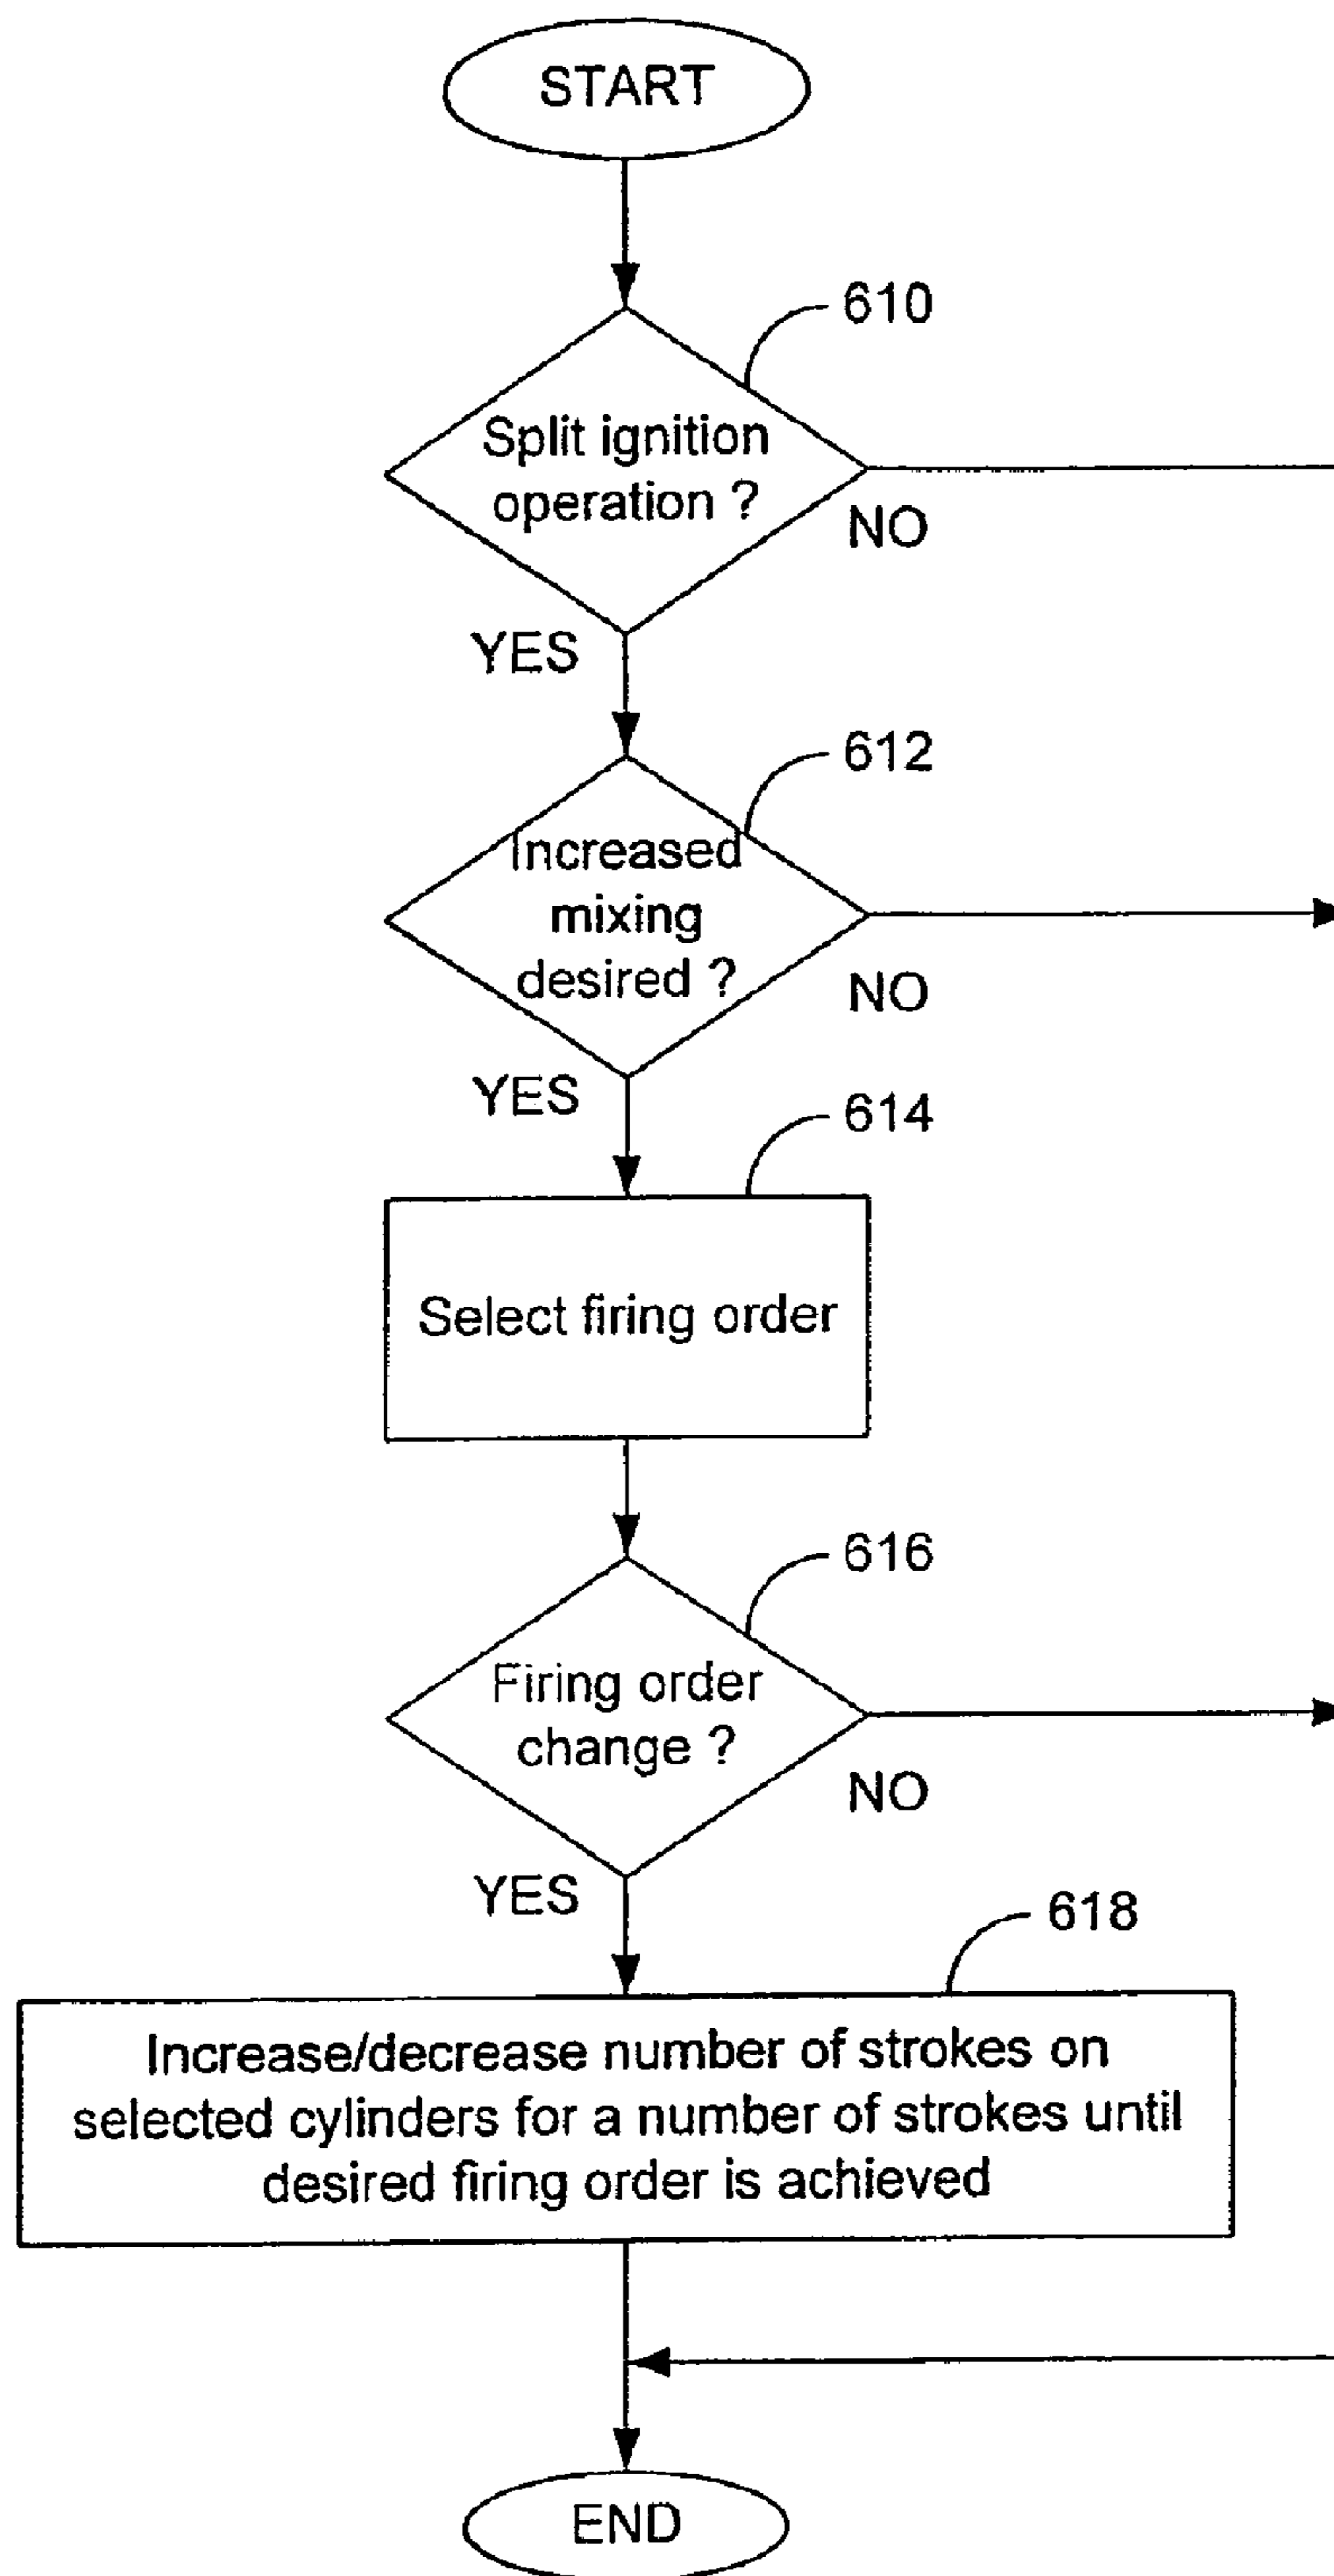 START
610
Split ignition
operation ?
NO
YES
612
Increased
mixing
desired ?
NO
YES
614
Select firing order
616
Firing order
change ?
NO
YES
618
Increase/decrease number of strokes on
selected cylinders for a number of strokes until
desired firing order is achieved
END